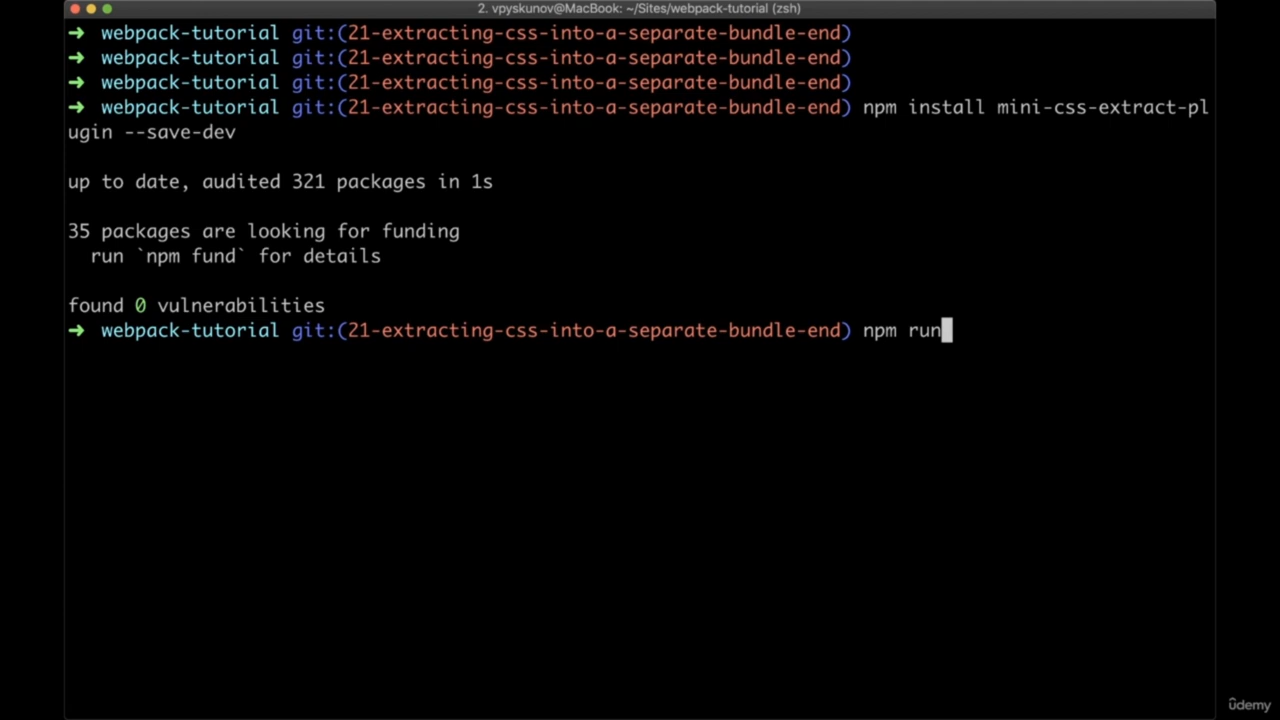 2. vpyskunov@MacBook: ~/Sites/webpack-tutorial (zsh)
➜ webpack-tutorial git:(21-extracting-css-into-a-separate-bundle-end)
➜ webpack-tutorial git:(21-extracting-css-into-a-separate-bundle-end)
➜ webpack-tutorial git:(21-extracting-css-into-a-separate-bundle-end)
➜ webpack-tutorial git:(21-extracting-css-into-a-separate-bundle-end) npm install mini-css-extract-pl
ugin --save-dev
up to date, audited 321 packages in 1s
35 packages are looking for funding
run `npm fund` for details
found 0 vulnerabilities
➜ webpack-tutorial git:(21-extracting-css-into-a-separate-bundle-end) npm run
ûdemy